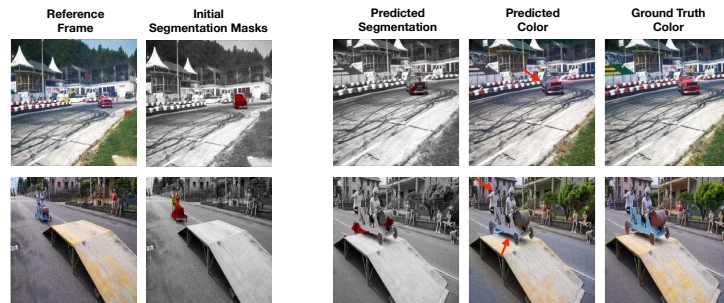 Reference
Frame
Initial
Segmentation Masks
Predicted
Segmentation
Predicted
Color
Ground Truth
Color